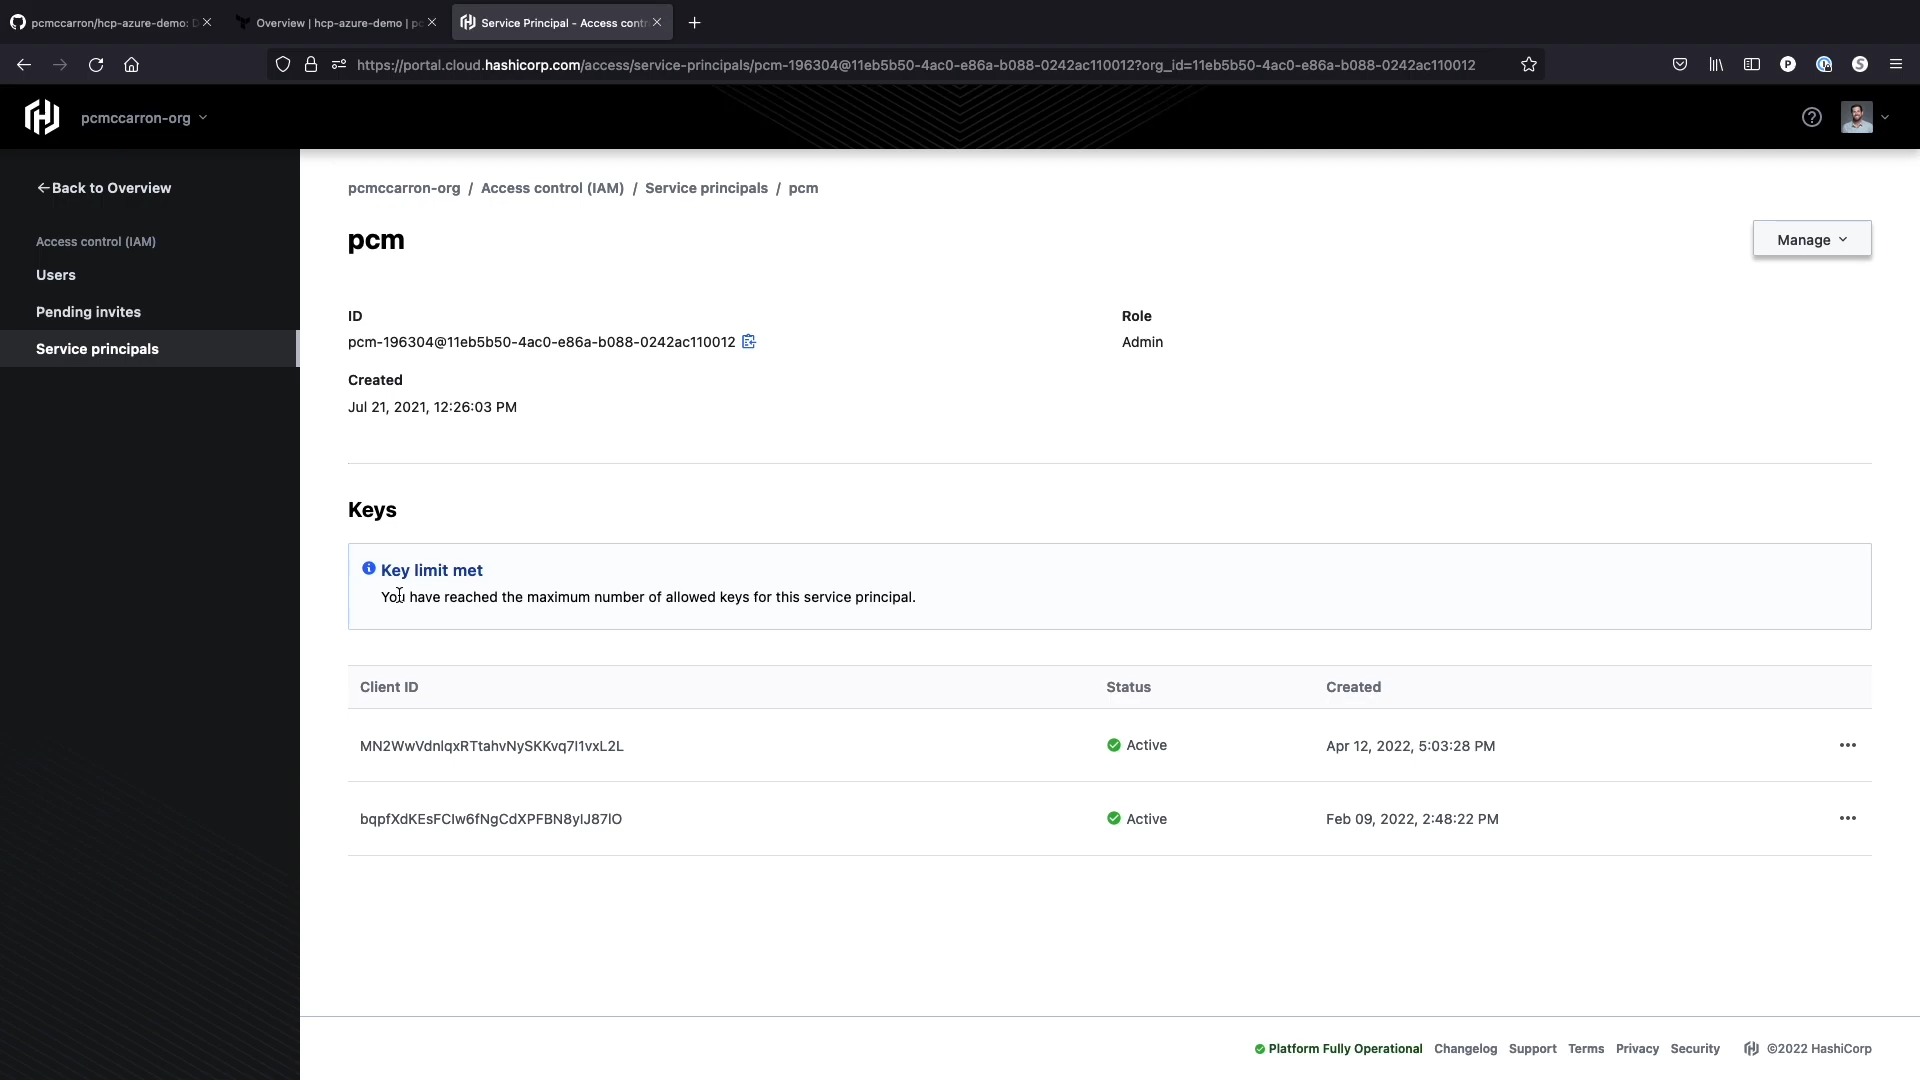 pcmccarron/hcp-azure-demo:
Overview | hcp-azure-demo | pc
Service Principal - Access contr
https://portal.cloud.hashicorp.com/access/service-principals/pcm-196304@11eb5b50-4ac0-e86a-b088-0242ac110012?org_id=11eb5b50-4ac0-e86a-b088-0242ac110012
P
S
pcmccarron-org
Back to Overview
Access control (IAM)
Users
Pending invites
Service principals
pcmccarron-org / Access control (IAM) / Service principals / pcm
pcm
Manage
ID
pcm-196304@11eb5b50-4ac0-e86a-b088-0242ac110012
Role
Admin
Created
Jul 21, 2021, 12:26:03 PM
Keys
Key limit met
You have reached the maximum number of allowed keys for this service principal.
Client ID Status Created
MN2WwVdnlqxRTtahvNySKKvq7l1vxL2L Active Apr 12, 2022, 5:03:28 PM
bqpfXdKEsFClw6fNgCdXPFBN8ylJ87lO Active Feb 09, 2022, 2:48:22 PM
Platform Fully Operational Changelog Support Terms Privacy Security ©2022 HashiCorp